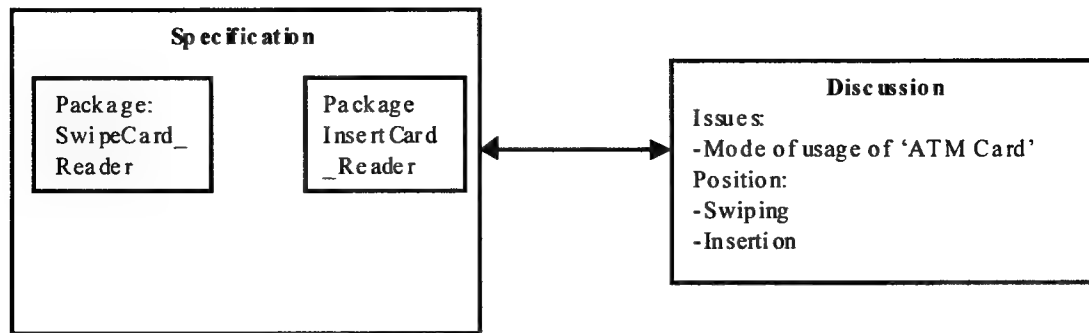 Specification
Package:
SwipeCard_
Reader
Package
InsertCard
_Reader
Discussion
Issues:
-Mode of usage of ‘ATM Card’
Position:
-Swiping
-Insertion